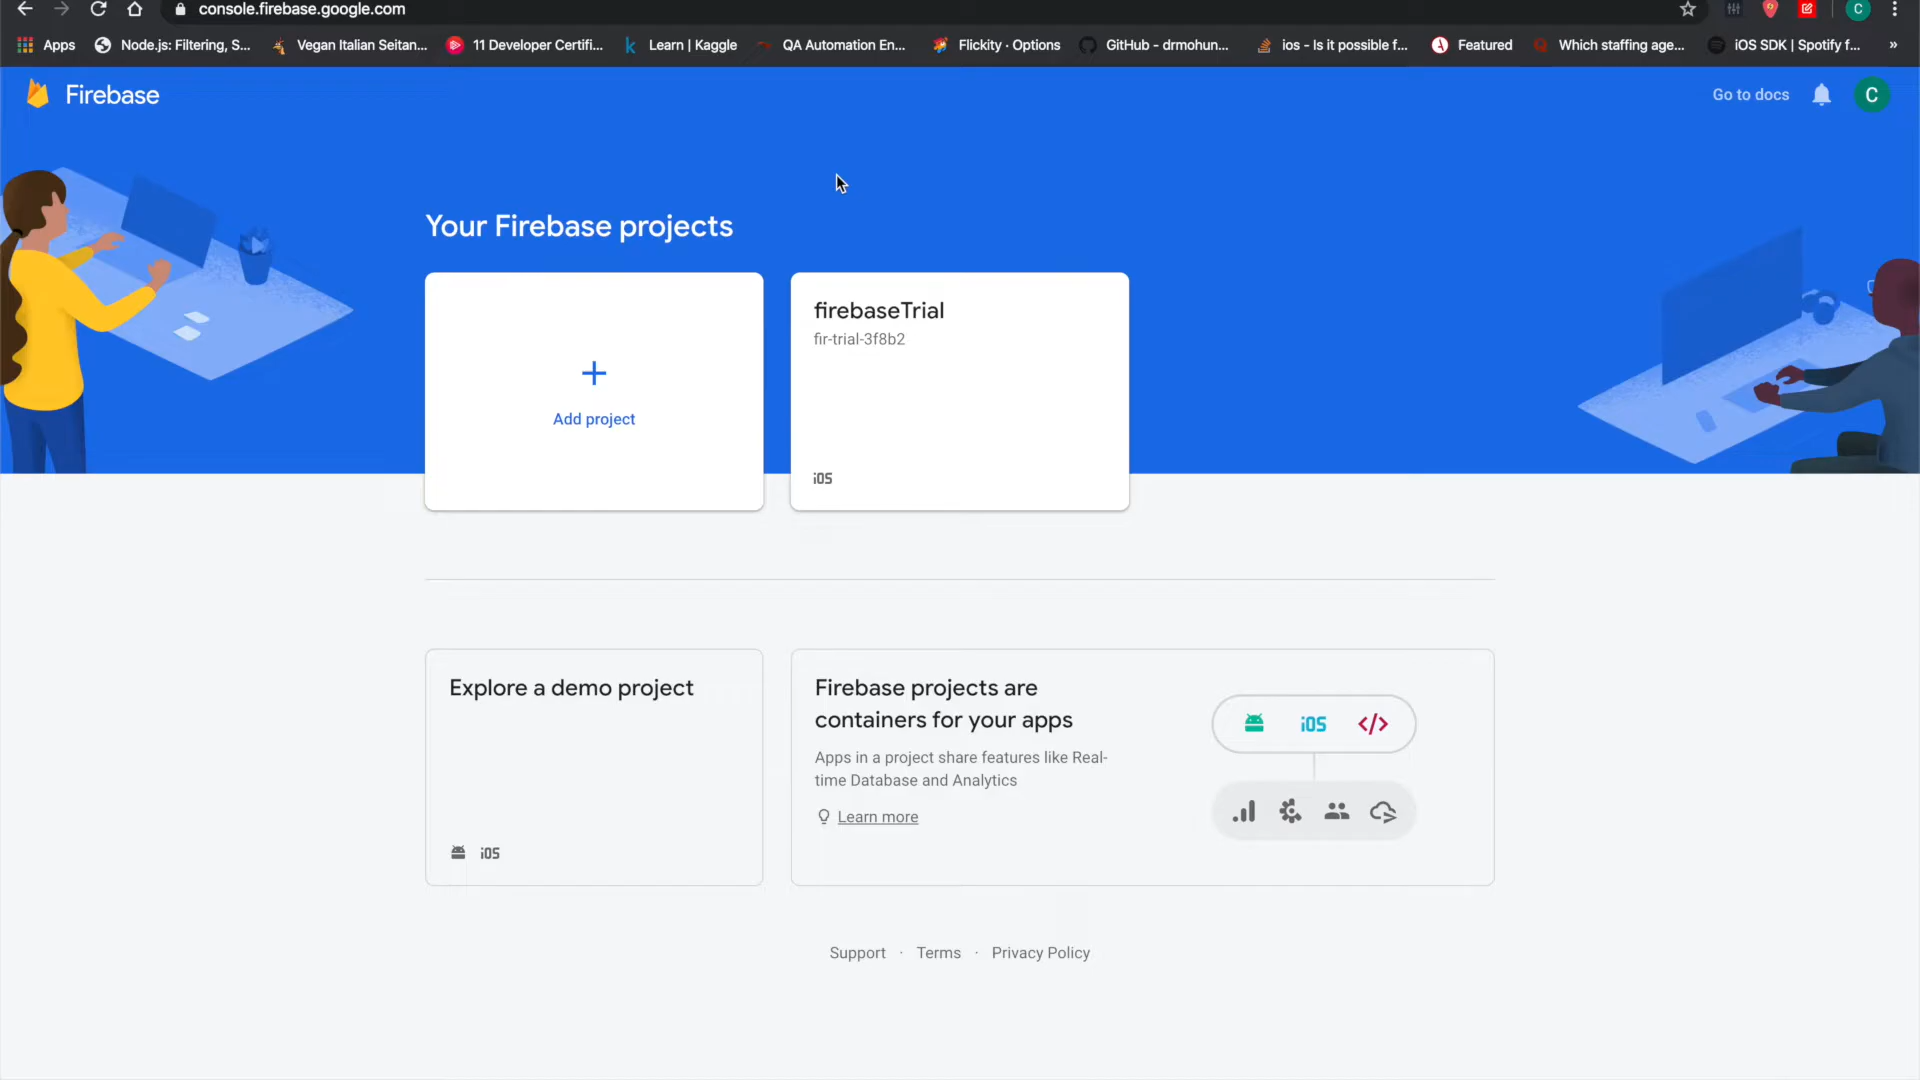 console.firebase.google.com
C
Apps
Node.js: Filtering, S...
Vegan Italian Seitan...
11 Developer Certifi...
k
Learn | Kaggle
QA Automation En...
Flickity · Options
GitHub - drmohun...
ios - Is it possible f...
Featured
Which staffing age...
iOS SDK | Spotify f...
»
Firebase
Go to docs
C
Your Firebase projects
Add project
firebaseTrial
fir-trial-3f8b2
iOS
Explore a demo project
iOS
Firebase projects are
containers for your apps
Apps in a project share features like Real-
time Database and Analytics
Learn more
iOS
Support · Terms · Privacy Policy